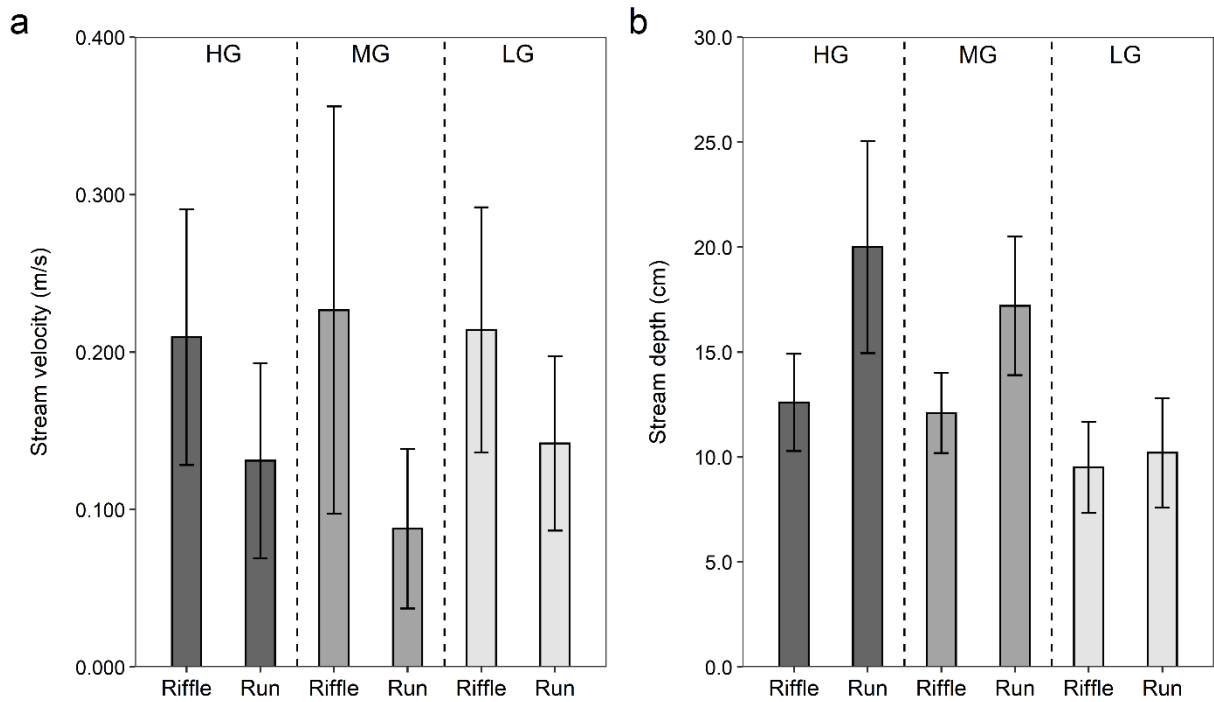 a
Stream velocity (m/s)
0.400
0.300
0.200
0.100
0.000
HG MG LG
Riffle Run Riffle Run Riffle Run
b
Stream depth (cm)
30.0
25.0
20.0
15.0
10.0
5.0
0.0
HG MG LG
Riffle Run Riffle Run Riffle Run